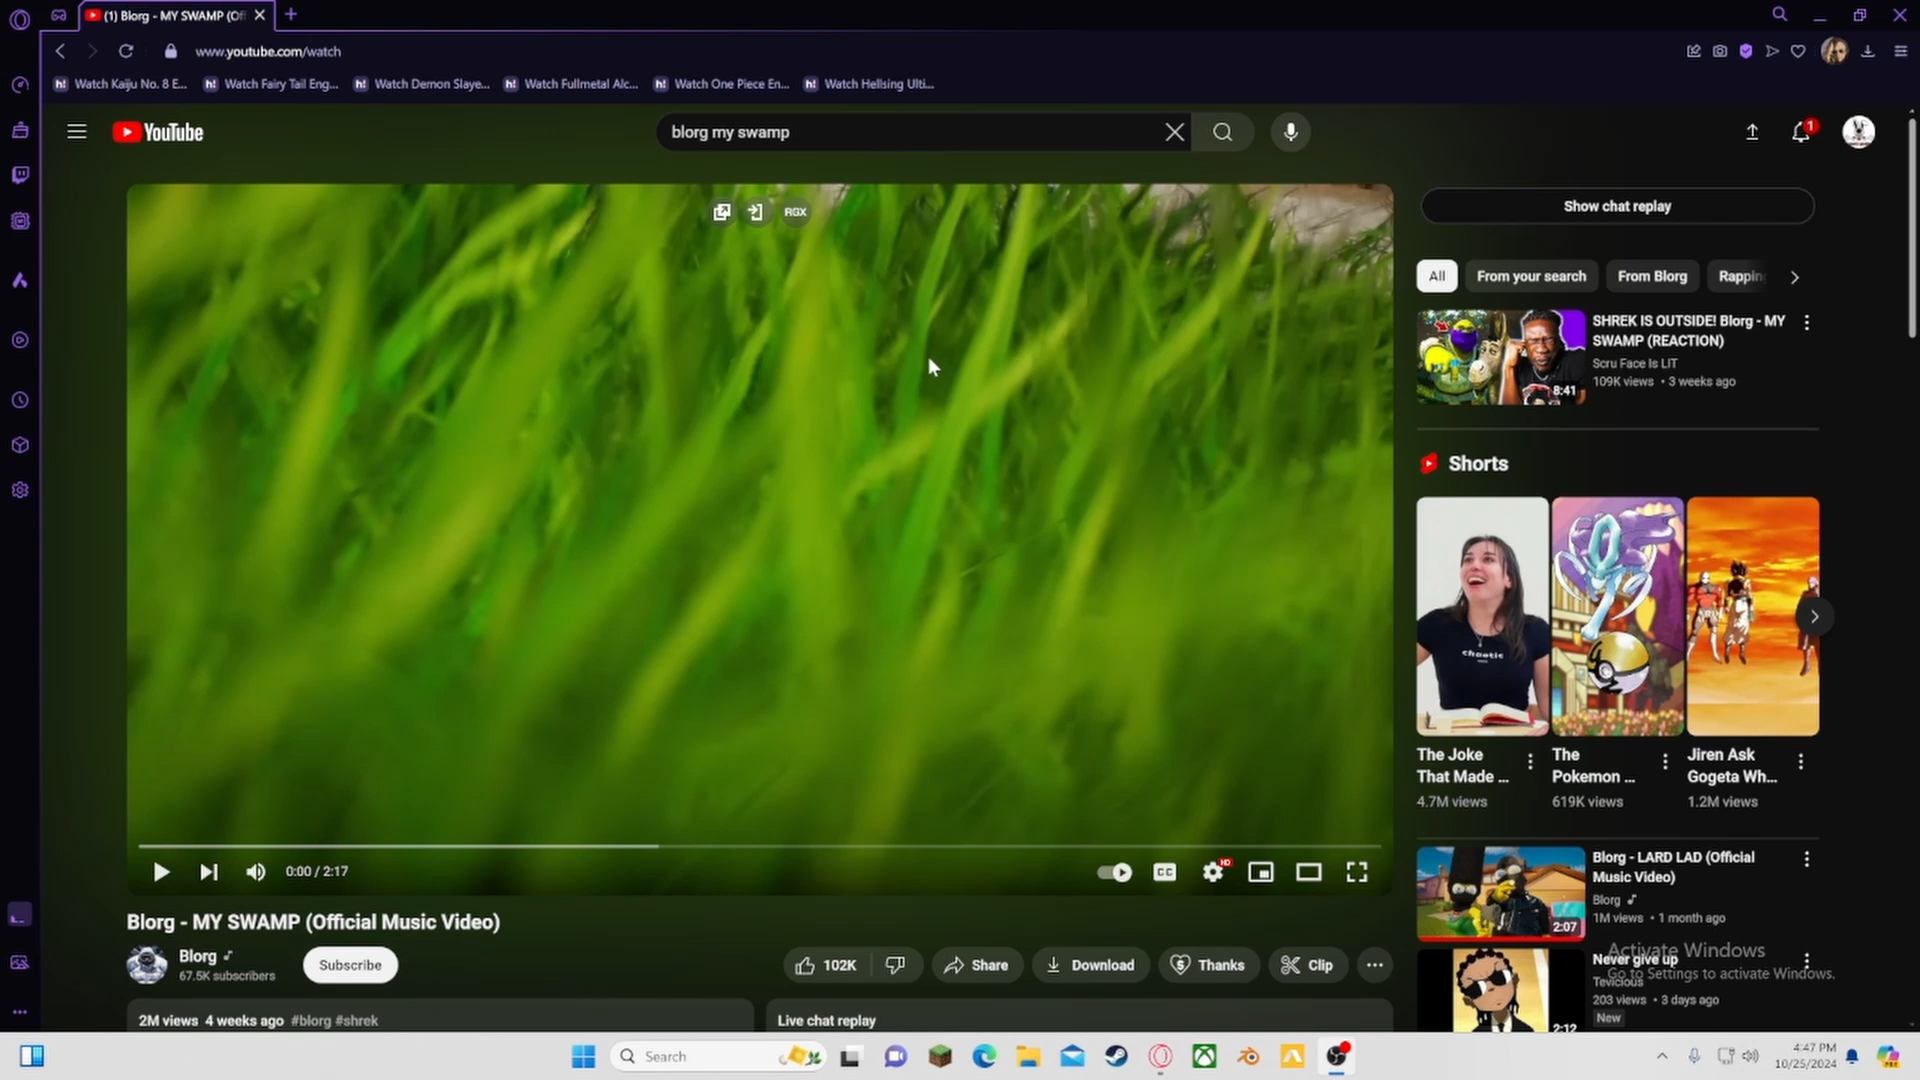 (1) Blorg - MY SWAMP (Of
www.youtube.com/watch
Watch Kaiju No. 8 E...
Watch Fairy Tail Eng...
Watch Demon Slaye...
Watch Fullmetal Alc...
Watch One Piece En...
Watch Hellsing Ulti...
YouTube
blorg my swamp
1
RGX
Show chat replay
All
From your search
From Blorg
Rappin
SHREK IS OUTSIDE! Blorg - MY
SWAMP (REACTION)
Scru Face Is LIT
109K views • 3 weeks ago
8:41
Shorts
chaotic
The Joke
That Made ...
4.7M views
The
Pokemon ...
619K views
Jiren Ask
Gogeta Wh...
1.2M views
0:00 / 2:17
CC
HD
Blorg - MY SWAMP (Official Music Video)
Blorg
67.5K subscribers
Subscribe
102K
Share
Download
Thanks
Clip
2M views 4 weeks ago #blorg #shrek
Live chat replay
Blorg - LARD LAD (Official
Music Video)
Blorg
1M views • 1 month ago
2:07
Never give up
Tevicious
203 views • 3 days ago
New
2:12
Activate Windows
Go to Settings to activate Windows.
Search
4:47 PM
10/25/2024